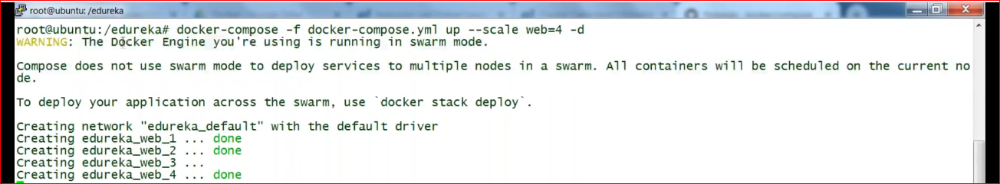 root@ubuntu: /edureka
root@ubuntu:/edureka# docker-compose -f docker-compose.yml up --scale web=4 -d
WARNING: The Docker Engine you're using is running in swarm mode.
Compose does not use swarm mode to deploy services to multiple nodes in a swarm. All containers will be scheduled on the current no
de.
To deploy your application across the swarm, use `docker stack deploy`.
Creating network "edureka_default" with the default driver
Creating edureka_web_1 ... done
Creating edureka_web_2 ... done
Creating edureka_web_3 ...
Creating edureka_web_4 ... done